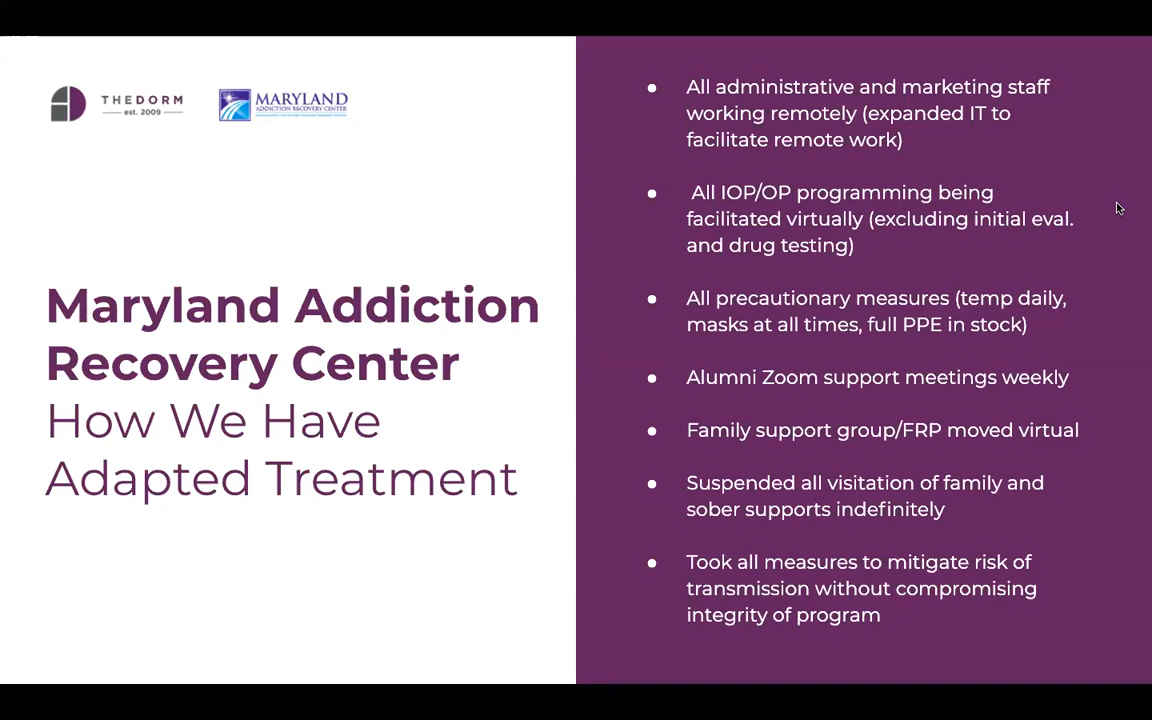 THEDORM
est. 2009
MARYLAND
ADDICTION RECOVERY CENTER
Maryland Addiction
Recovery Center
How We Have
Adapted Treatment
● All administrative and marketing staff
working remotely (expanded IT to
facilitate remote work)
● All IOP/OP programming being
facilitated virtually (excluding initial eval.
and drug testing)
● All precautionary measures (temp daily,
masks at all times, full PPE in stock)
● Alumni Zoom support meetings weekly
● Family support group/FRP moved virtual
● Suspended all visitation of family and
sober supports indefinitely
● Took all measures to mitigate risk of
transmission without compromising
integrity of program